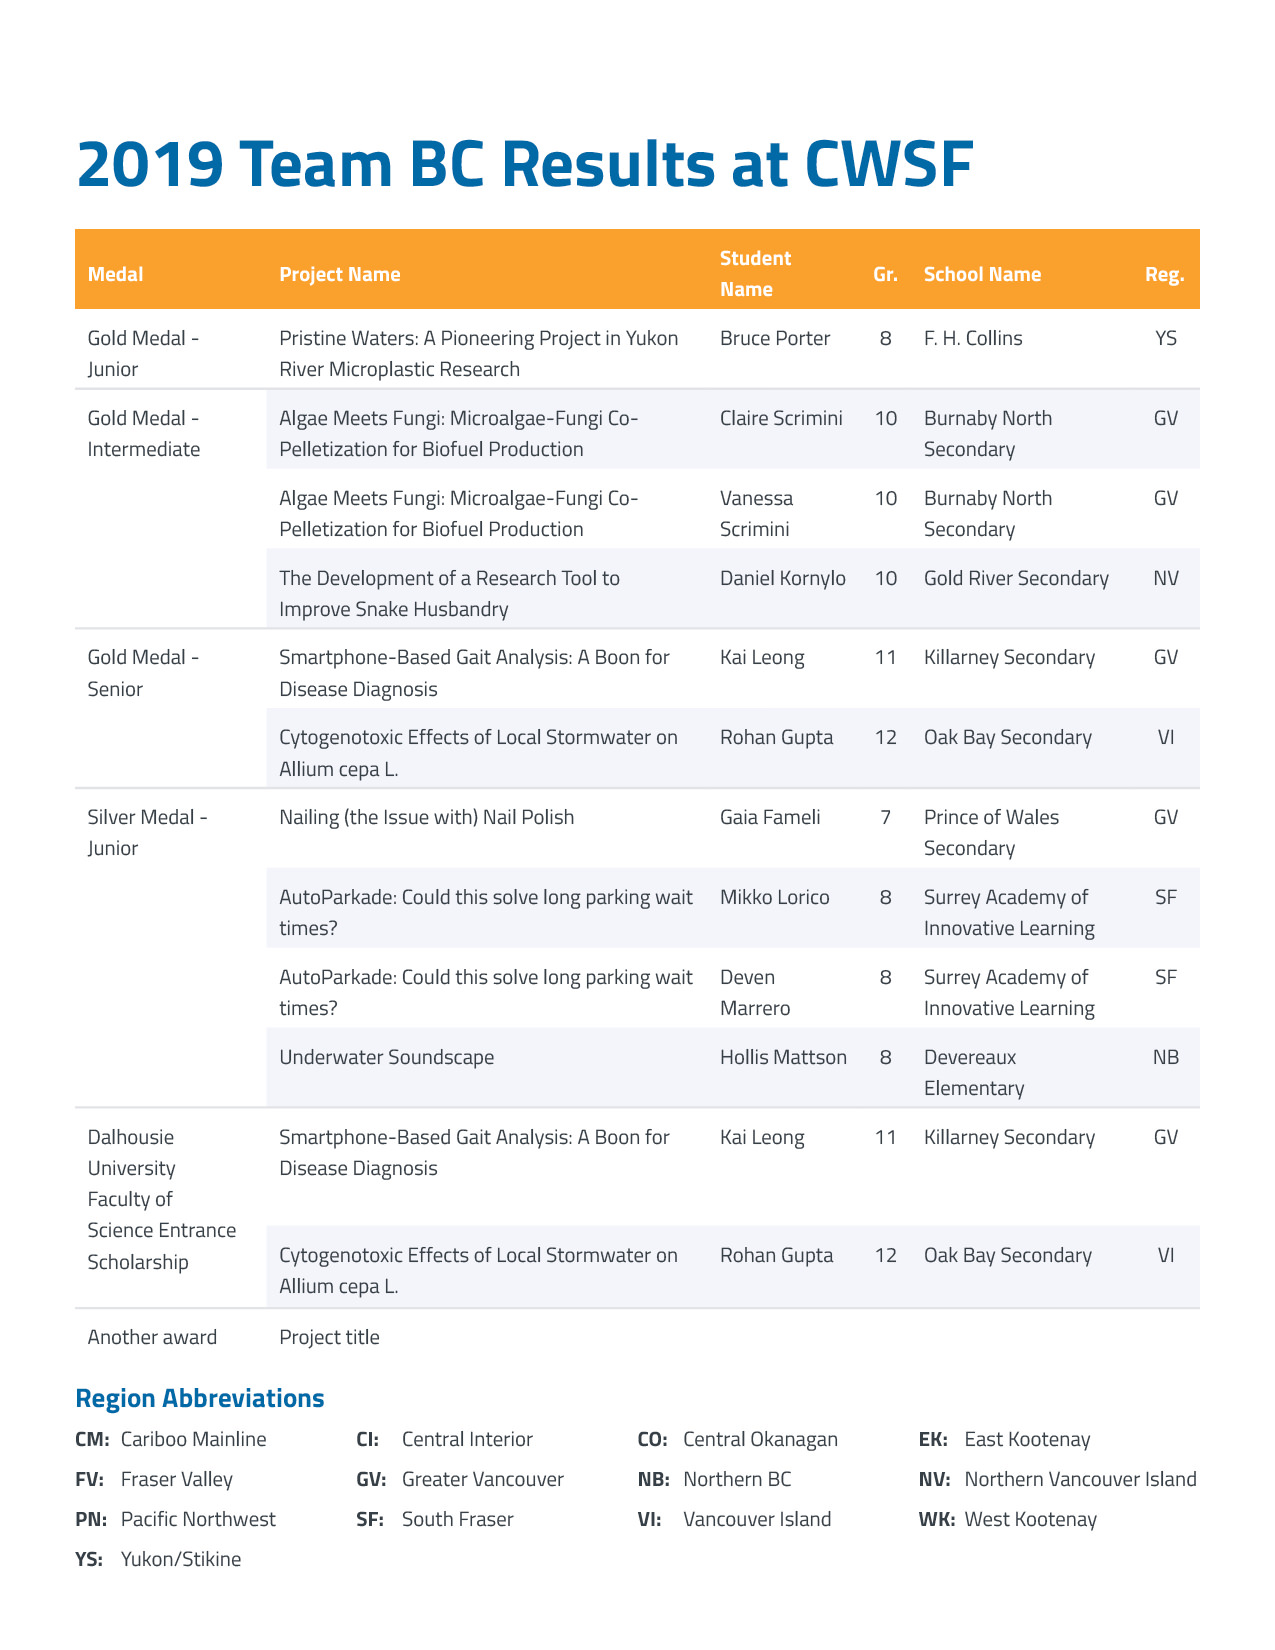 2019 Team BC Results at CWSF
Medal Project Name Student Name Gr. School Name Reg.
Gold Medal - Pristine Waters: A Pioneering Project in Yukon Bruce Porter 8 F. H. Collins YS
Junior River Microplastic Research
Gold Medal - Algae Meets Fungi: Microalgae-Fungi Co- Claire Scrimini 10 Burnaby North GV
Intermediate Pelletization for Biofuel Production Secondary
Algae Meets Fungi: Microalgae-Fungi Co- Vanessa 10 Burnaby North GV
Pelletization for Biofuel Production Scrimini Secondary
The Development of a Research Tool to Daniel Kornylo 10 Gold River Secondary NV
Improve Snake Husbandry
Gold Medal - Smartphone-Based Gait Analysis: A Boon for Kai Leong 11 Killarney Secondary GV
Senior Disease Diagnosis
Cytogenotoxic Effects of Local Stormwater on Rohan Gupta 12 Oak Bay Secondary VI
Allium cepa L.
Silver Medal - Nailing (the Issue with) Nail Polish Gaia Fameli 7 Prince of Wales GV
Junior Secondary
AutoParkade: Could this solve long parking wait Mikko Lorico 8 Surrey Academy of SF
times? Innovative Learning
AutoParkade: Could this solve long parking wait Deven 8 Surrey Academy of SF
times? Marrero Innovative Learning
Underwater Soundscape Hollis Mattson 8 Devereaux NB
Elementary
Dalhousie Smartphone-Based Gait Analysis: A Boon for Kai Leong 11 Killarney Secondary GV
University Disease Diagnosis
Faculty of
Science Entrance
Scholarship Cytogenotoxic Effects of Local Stormwater on Rohan Gupta 12 Oak Bay Secondary VI
Allium cepa L.
Another award Project title
Region Abbreviations
CM: Cariboo Mainline CI: Central Interior CO: Central Okanagan EK: East Kootenay
FV: Fraser Valley GV: Greater Vancouver NB: Northern BC NV: Northern Vancouver Island
PN: Pacific Northwest SF: South Fraser VI: Vancouver Island WK: West Kootenay
YS: Yukon/Stikine